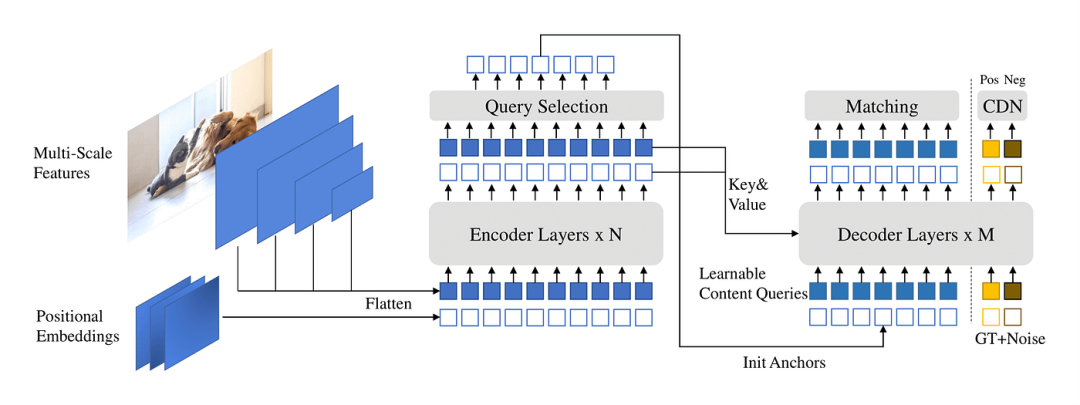 Multi-Scale
Features
Positional
Embeddings
Flatten
Query Selection
Encoder Layers x N
Key&
Value
Init Anchors
Learnable
Content Queries
Matching
Decoder Layers x M
Pos Neg
CDN
GT+Noise